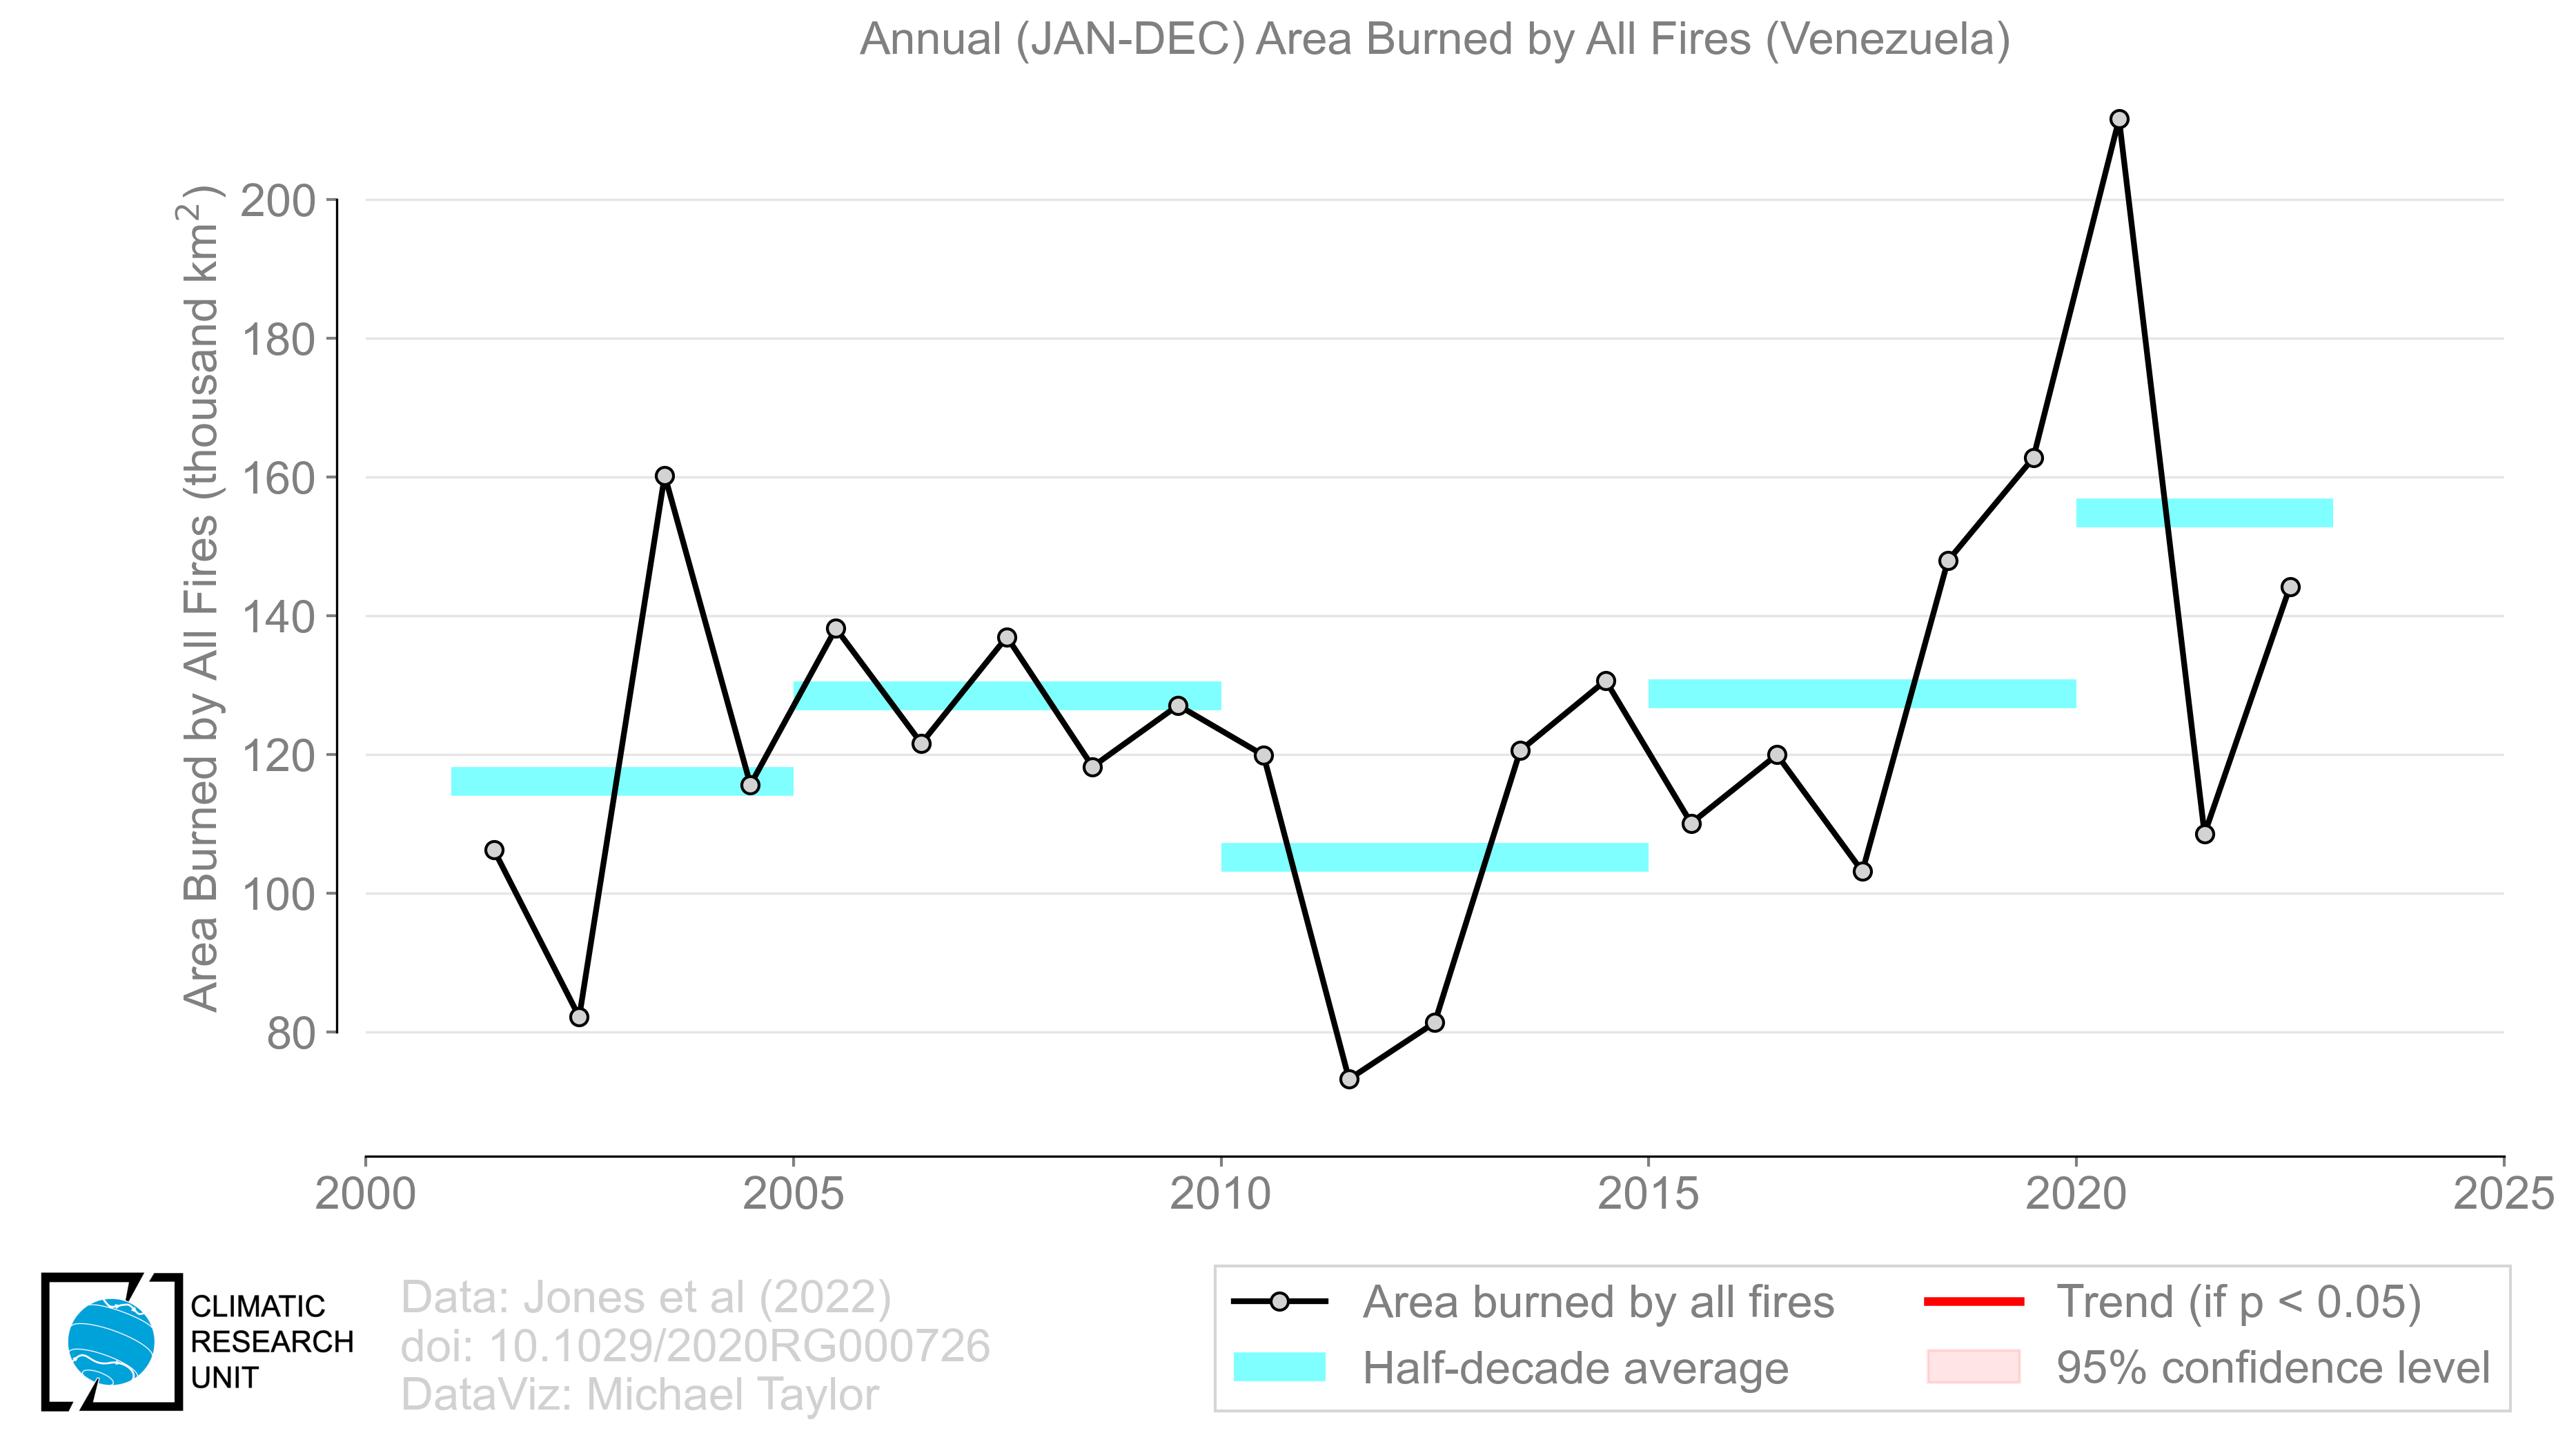 Annual (JAN-DEC) Area Burned by All Fires (Venezuela)
Area Burned by All Fires (thousand km²)
200
180
160
140
120
100
80
2000 2005 2010 2015 2020 2025
CLIMATIC
RESEARCH
UNIT
Data: Jones et al (2022)
doi: 10.1029/2020RG000726
DataViz: Michael Taylor
Area burned by all fires
Half-decade average
Trend (if p < 0.05)
95% confidence level